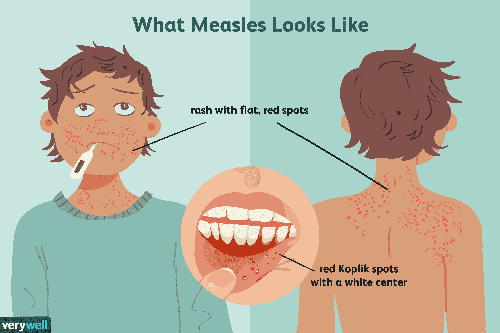 What Measles Looks Like
rash with flat, red spots
red Koplik spots
with a white center
verywell